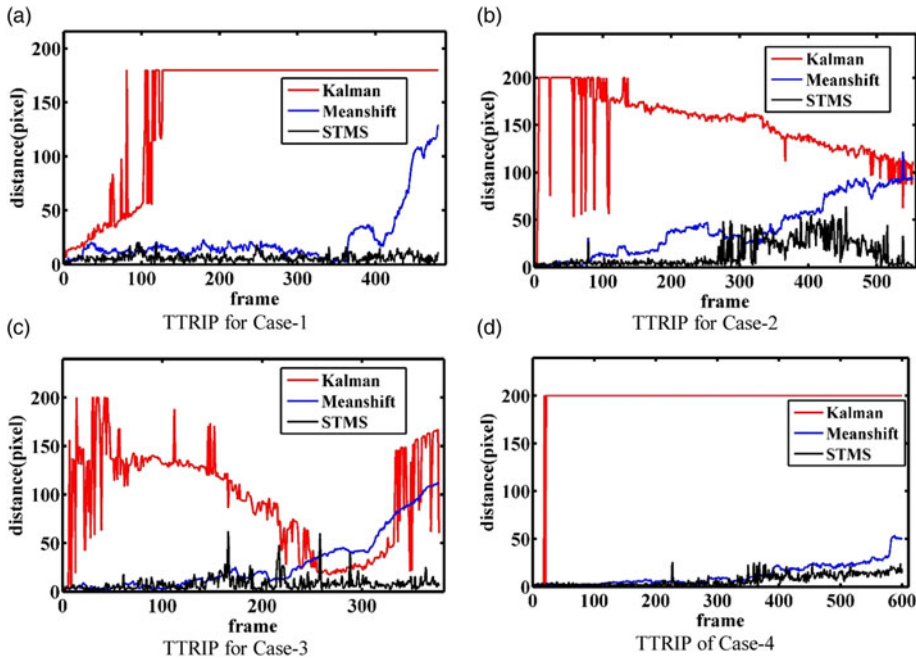 (a)
200
150
100
50
0
distance(pixel)
Kalman
Meanshift
STMS
0 100 200 300 400
frame
TTRIP for Case-1
(b)
200
150
100
50
0
distance(pixel)
Kalman
Meanshift
STMS
0 100 200 300 400 500
frame
TTRIP for Case-2
(c)
200
150
100
50
0
distance(pixel)
Kalman
Meanshift
STMS
0 100 200 300
frame
TTRIP for Case-3
(d)
200
150
100
50
0
distance(pixel)
Kalman
Meanshift
STMS
0 100 200 300 400 500 600
frame
TTRIP of Case-4